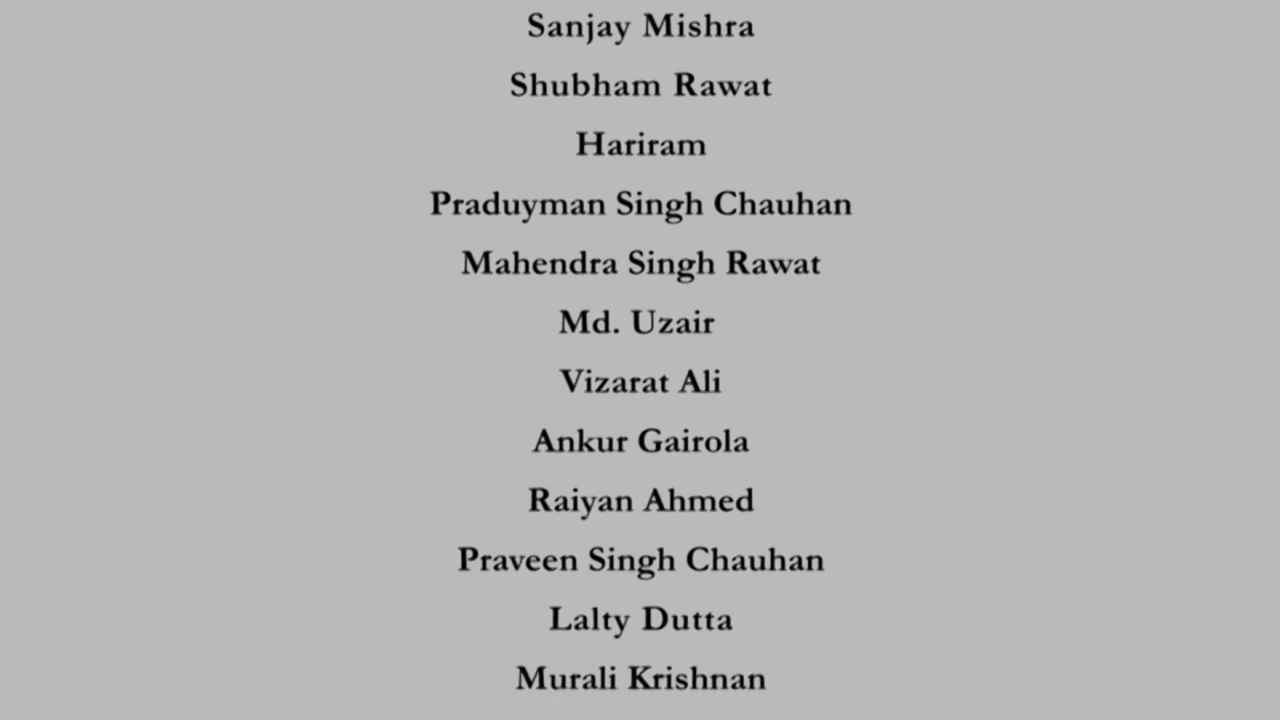 Sanjay Mishra
Shubham Rawat
Hariram
Praduyman Singh Chauhan
Mahendra Singh Rawat
Md. Uzair
Vizarat Ali
Ankur Gairola
Raiyan Ahmed
Praveen Singh Chauhan
Lalty Dutta
Murali Krishnan